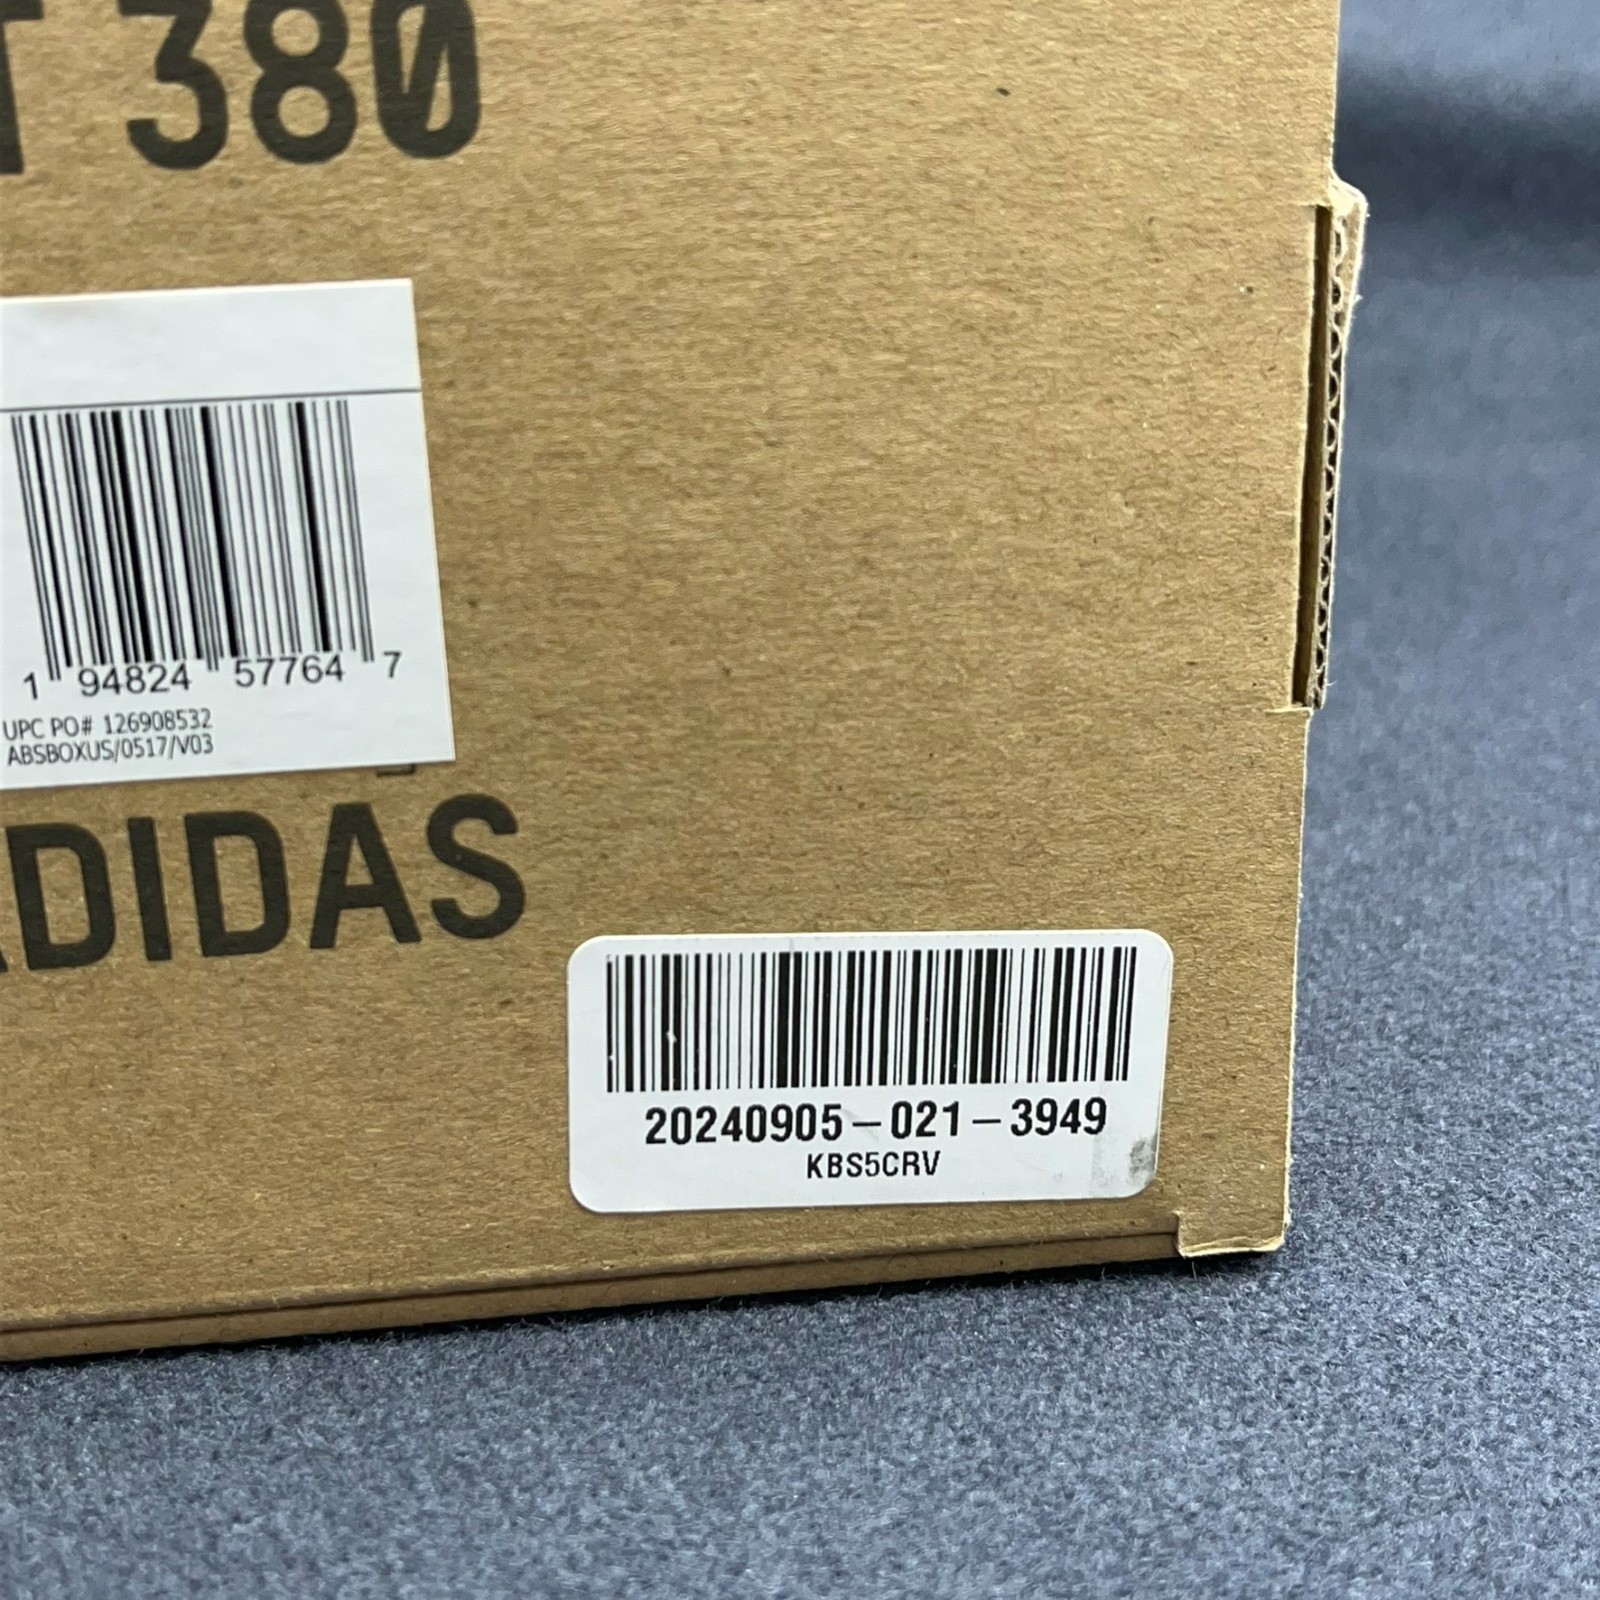 T 380
1 94824 57764 7
UPC PO# 126908532
ABSBOXUS/0517/V03
ADIDAS
20240905-021-3949
KBS5CRV